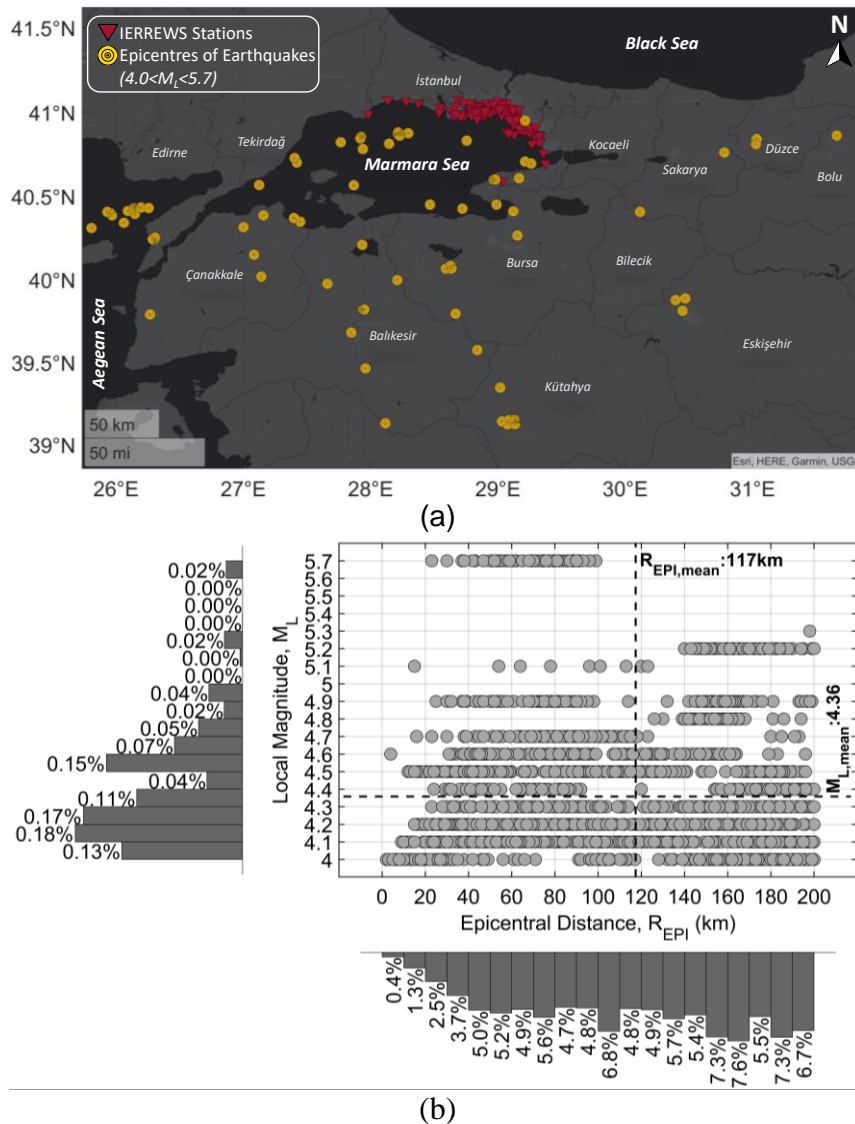 41.5°N
IERREWS Stations
Epicentres of Earthquakes
(4.0<M_L<5.7)
N
Black Sea
İstanbul
41°N
Edirne
Tekirdağ
Marmara Sea
Kocaeli
Düzce
Sakarya
Bolu
40.5°N
Çanakkale
Bursa
Bilecik
40°N
Aegean Sea
Balıkesir
Eskişehir
39.5°N
Kütahya
50 km
50 mi
39°N
Esri, HERE, Garmin, USG
26°E 27°E 28°E 29°E 30°E 31°E
(a)
0.02%
0.00%
0.00%
0.00%
0.02%
0.00%
0.00%
0.04%
0.02%
0.05%
0.07%
0.15%
0.04%
0.11%
0.17%
0.18%
0.13%
Local Magnitude, M_L
5.7
5.6
5.5
5.4
5.3
5.2
5.1
5
4.9
4.8
4.7
4.6
4.5
4.4
4.3
4.2
4.1
4
R_EPI,mean:117km
M_L,mean:4.36
0 20 40 60 80 100 120 140 160 180 200
Epicentral Distance, R_EPI (km)
0.4% 1.3% 2.5% 3.7% 5.0% 5.2% 4.9% 5.6% 4.7% 4.8% 6.8% 4.8% 4.9% 5.7% 5.4% 7.3% 7.6% 5.5% 7.3% 6.7%
(b)